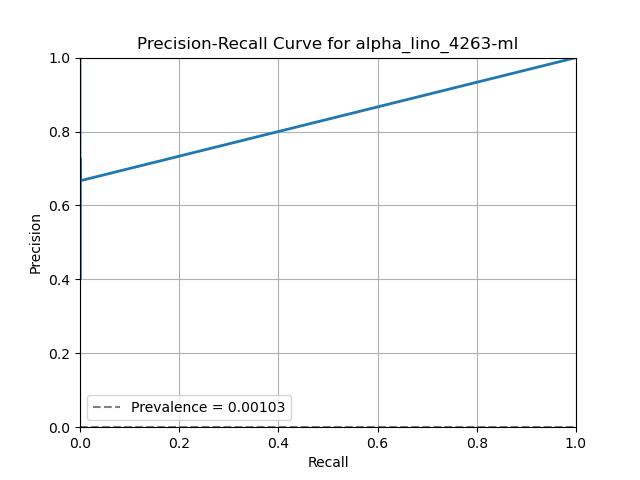 Precision-Recall Curve for alpha_lino_4263-ml
1.0
0.8
0.6
0.4
0.2
0.0
Precision
Prevalence = 0.00103
0.0 0.2 0.4 0.6 0.8 1.0
Recall